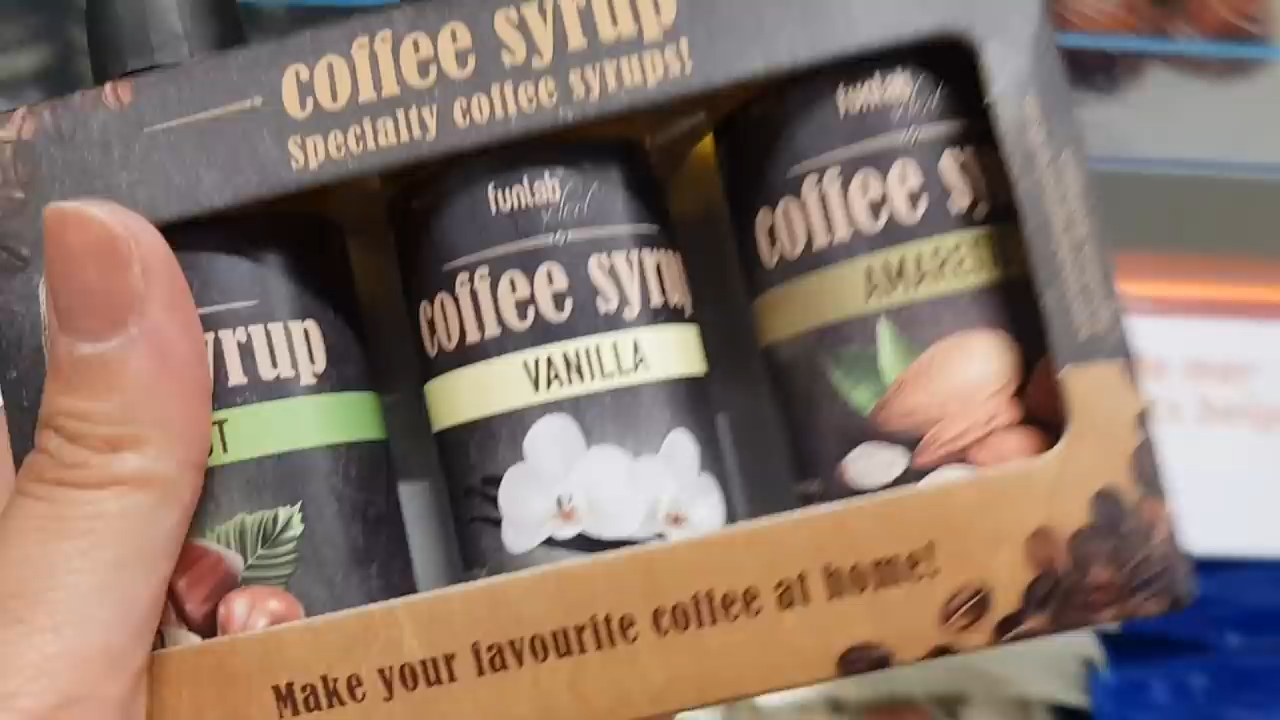 coffee syrup
specialty coffee syrups!
yrup
funlab
coffee syrup
VANILLA
funlab
coffee sy
Make your favourite coffee at home!